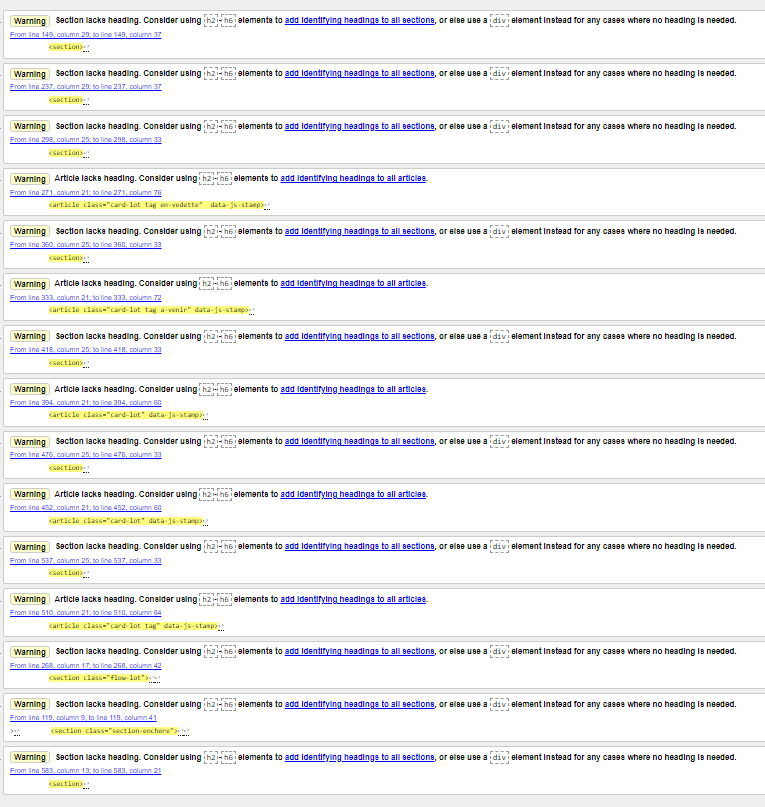 Warning Section lacks heading. Consider using h2-h6 elements to add identifying headings to all sections, or else use a div element instead for any cases where no heading is needed.
From line 149, column 29; to line 149, column 37
<section>↩
Warning Section lacks heading. Consider using h2-h6 elements to add identifying headings to all sections, or else use a div element instead for any cases where no heading is needed.
From line 237, column 29; to line 237, column 37
<section>↩
Warning Section lacks heading. Consider using h2-h6 elements to add identifying headings to all sections, or else use a div element instead for any cases where no heading is needed.
From line 298, column 25; to line 298, column 33
<section>↩
Warning Article lacks heading. Consider using h2-h6 elements to add identifying headings to all articles.
From line 271, column 21; to line 271, column 76
<article class="card-lot tag en-vedette"  data-js-stamp>↩
Warning Section lacks heading. Consider using h2-h6 elements to add identifying headings to all sections, or else use a div element instead for any cases where no heading is needed.
From line 360, column 25; to line 360, column 33
<section>↩
Warning Article lacks heading. Consider using h2-h6 elements to add identifying headings to all articles.
From line 333, column 21; to line 333, column 72
<article class="card-lot tag a-venir" data-js-stamp>↩
Warning Section lacks heading. Consider using h2-h6 elements to add identifying headings to all sections, or else use a div element instead for any cases where no heading is needed.
From line 418, column 25; to line 418, column 33
<section>↩
Warning Article lacks heading. Consider using h2-h6 elements to add identifying headings to all articles.
From line 394, column 21; to line 394, column 60
<article class="card-lot" data-js-stamp>↩
Warning Section lacks heading. Consider using h2-h6 elements to add identifying headings to all sections, or else use a div element instead for any cases where no heading is needed.
From line 476, column 25; to line 476, column 33
<section>↩
Warning Article lacks heading. Consider using h2-h6 elements to add identifying headings to all articles.
From line 452, column 21; to line 452, column 60
<article class="card-lot" data-js-stamp>↩
Warning Section lacks heading. Consider using h2-h6 elements to add identifying headings to all sections, or else use a div element instead for any cases where no heading is needed.
From line 537, column 25; to line 537, column 33
<section>↩
Warning Article lacks heading. Consider using h2-h6 elements to add identifying headings to all articles.
From line 510, column 21; to line 510, column 64
<article class="card-lot tag" data-js-stamp>↩
Warning Section lacks heading. Consider using h2-h6 elements to add identifying headings to all sections, or else use a div element instead for any cases where no heading is needed.
From line 268, column 17; to line 268, column 42
<section class="flow-lot">↩↩
Warning Section lacks heading. Consider using h2-h6 elements to add identifying headings to all sections, or else use a div element instead for any cases where no heading is needed.
From line 119, column 9; to line 119, column 41
>↩ <section class="section-enchere">↩↩
Warning Section lacks heading. Consider using h2-h6 elements to add identifying headings to all sections, or else use a div element instead for any cases where no heading is needed.
From line 583, column 13; to line 583, column 21
<section>↩